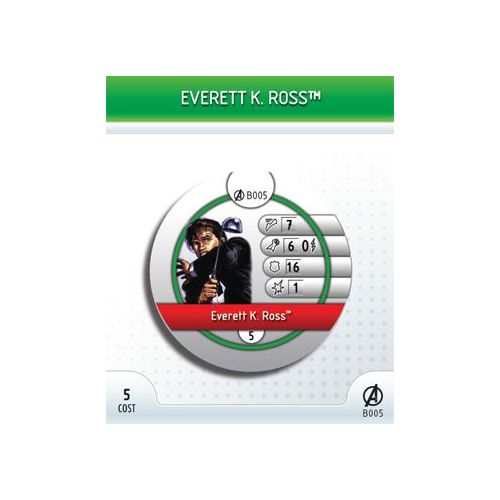 EVERETT K. ROSS™
B005
7
6 0
16
1
Everett K. Ross™
5
5
COST
B005